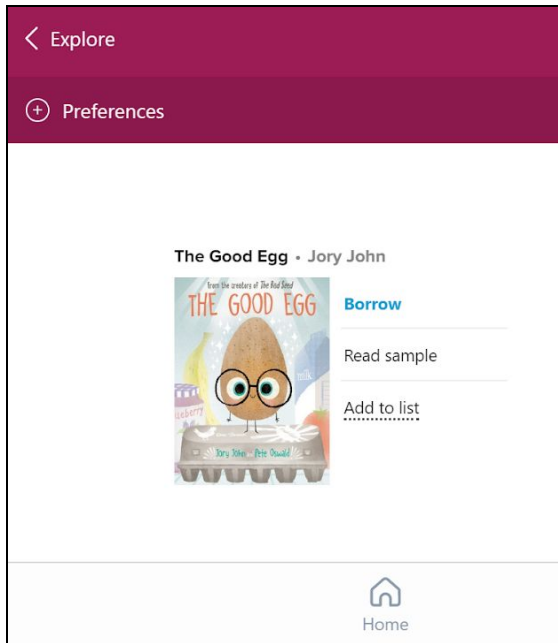 Explore
Preferences
The Good Egg • Jory John
from the creators of The Bad Seed
THE GOOD EGG
milk
Jory John Pete Oswald
Borrow
Read sample
Add to list
Home